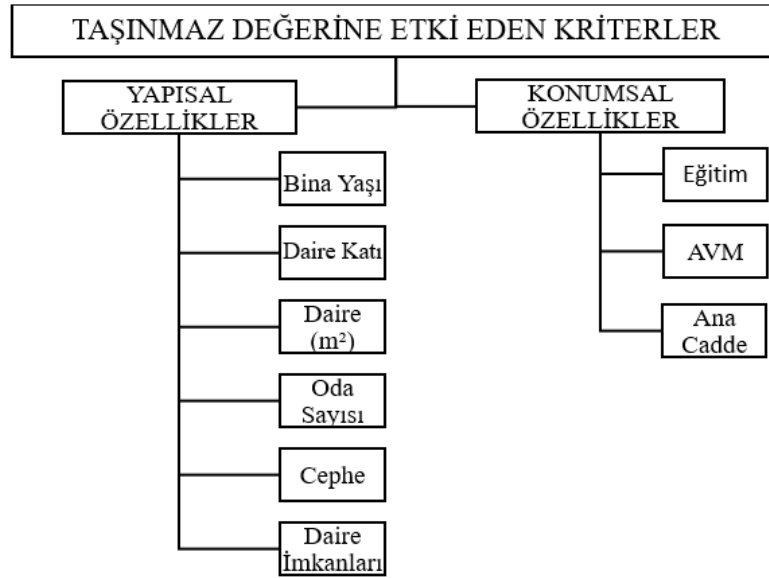 TAŞINMAZ DEĞERİNE ETKİ EDEN KRİTERLER
YAPISAL
ÖZELLİKLER
Bina Yaşı
Daire Katı
Daire
(m²)
Oda
Sayısı
Cephe
Daire
İmkanları
KONUMSAL
ÖZELLİKLER
Eğitim
AVM
Ana
Cadde